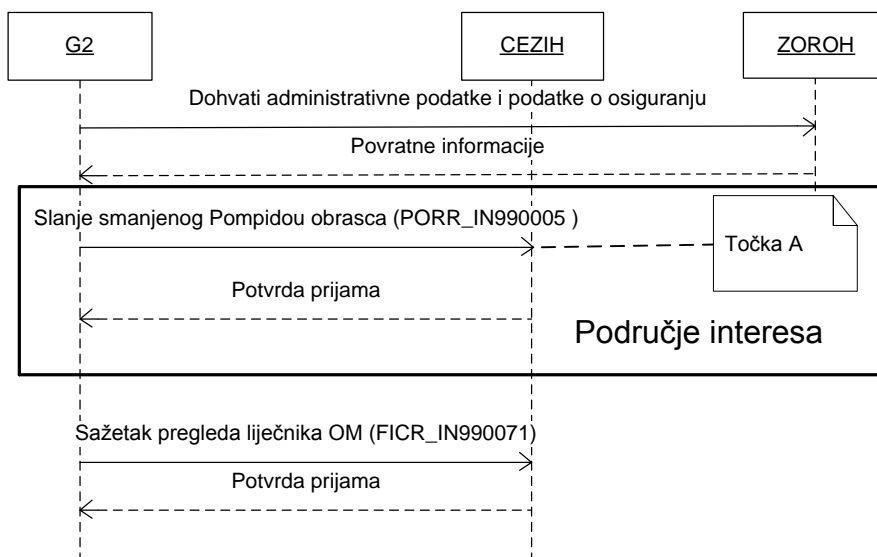 G2
CEZIH
ZOROH
Dohvati administrativne podatke i podatke o osiguranju
Povratne informacije
Slanje smanjenog Pompidou obrasca (PORR_IN990005 )
Točka A
Potvrda prijama
Područje interesa
Sažetak pregleda liječnika OM (FICR_IN990071)
Potvrda prijama